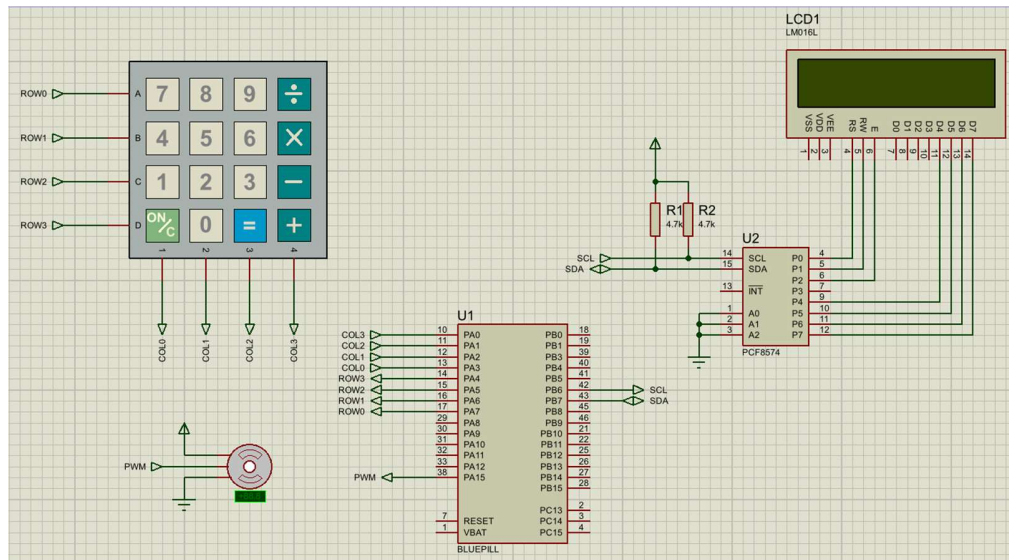 LCD1
LM016L
VSS VDD VEE RS RW E D0 D1 D2 D3 D4 D5 D6 D7
1 2 3 4 5 6 7 8 9 10 11 12 13 14
ROW0 A 7 8 9 ÷
ROW1 B 4 5 6 ×
ROW2 C 1 2 3 −
ROW3 D ON/C 0 = +
1 2 3 4
COL0 COL1 COL2 COL3
R1 R2
4.7k 4.7k
U2
SCL 14 SCL P0 4
SDA 15 SDA P1 5
P2 6
13 INT P3 7
P4 9
1 A0 P5 10
2 A1 P6 11
3 A2 P7 12
PCF8574
U1
COL3 10 PA0 PB0 18
COL2 11 PA1 PB1 19
COL1 12 PA2 PB3 39
COL0 13 PA3 PB4 40
ROW3 14 PA4 PB5 41
ROW2 15 PA5 PB6 42 SCL
ROW1 16 PA6 PB7 43 SDA
ROW0 17 PA7 PB8 45
29 PA8 PB9 46
30 PA9 PB10 21
31 PA10 PB11 22
32 PA11 PB12 25
33 PA12 PB13 26
PWM 38 PA15 PB14 27
PB15 28
PC13 2
7 RESET PC14 3
1 VBAT PC15 4
BLUEPILL
PWM